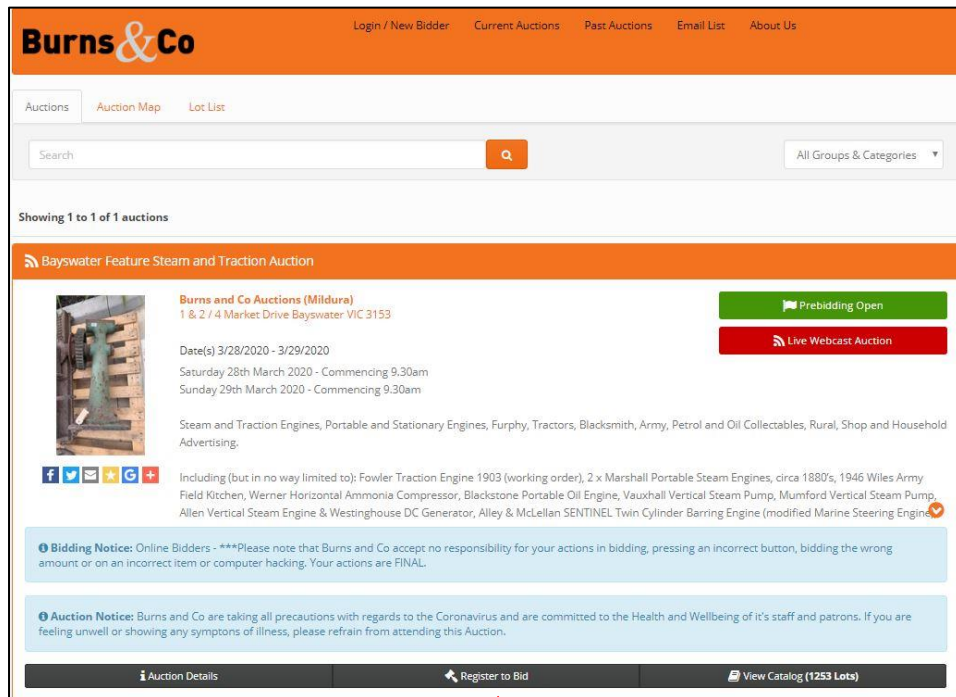 Burns&Co
Login / New Bidder Current Auctions Past Auctions Email List About Us
Auctions Auction Map Lot List
Search All Groups & Categories
Showing 1 to 1 of 1 auctions
Bayswater Feature Steam and Traction Auction
Burns and Co Auctions (Mildura)
1 & 2 / 4 Market Drive Bayswater VIC 3153
Prebidding Open
Live Webcast Auction
Date(s) 3/28/2020 - 3/29/2020
Saturday 28th March 2020 - Commencing 9.30am
Sunday 29th March 2020 - Commencing 9.30am
Steam and Traction Engines, Portable and Stationary Engines, Furphy, Tractors, Blacksmith, Army, Petrol and Oil Collectables, Rural, Shop and Household
Advertising.
Including (but in no way limited to): Fowler Traction Engine 1903 (working order), 2 x Marshall Portable Steam Engines, circa 1880's, 1946 Wiles Army
Field Kitchen, Werner Horizontal Ammonia Compressor, Blackstone Portable Oil Engine, Vauxhall Vertical Steam Pump, Mumford Vertical Steam Pump,
Allen Vertical Steam Engine & Westinghouse DC Generator, Alley & McLellan SENTINEL Twin Cylinder Barring Engine (modified Marine Steering Engine
Bidding Notice: Online Bidders - ***Please note that Burns and Co accept no responsibility for your actions in bidding, pressing an incorrect button, bidding the wrong
amount or on an incorrect item or computer hacking. Your actions are FINAL.
Auction Notice: Burns and Co are taking all precautions with regards to the Coronavirus and are committed to the Health and Wellbeing of it's staff and patrons. If you are
feeling unwell or showing any symptons of illness, please refrain from attending this Auction.
Auction Details Register to Bid View Catalog (1253 Lots)